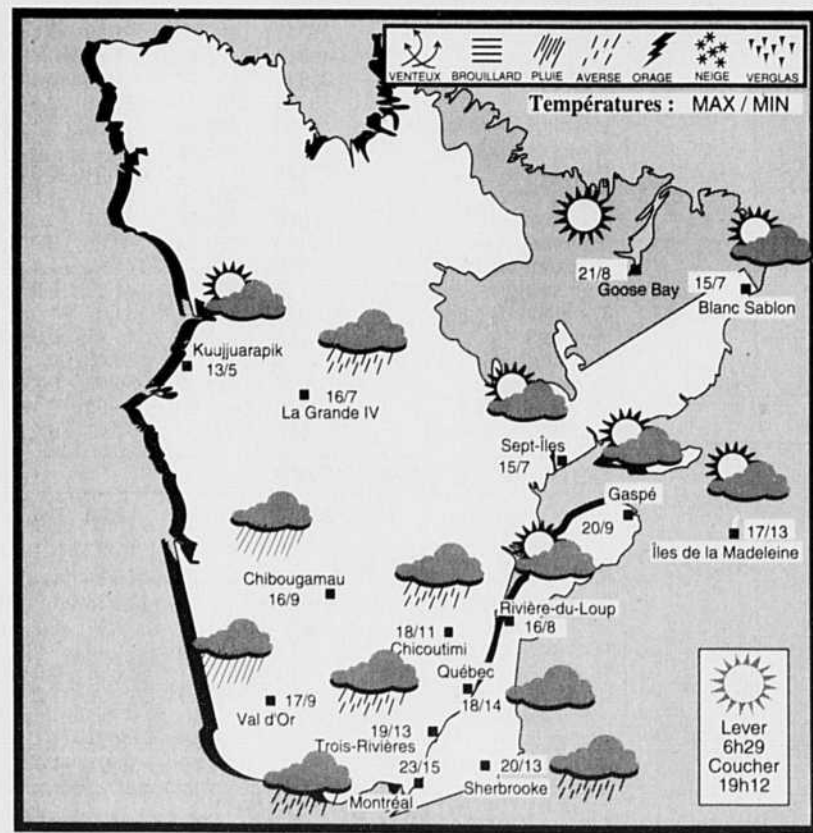 VENTEUX BROUILLARD PLUIE AVERSE ORAGE NEIGE VERGLAS
Températures : MAX / MIN
21/8
Goose Bay
15/7
Blanc Sablon
Kuujjuarapik
13/5
16/7
La Grande IV
Sept-Îles
15/7
Gaspé
20/9
17/13
Îles de la Madeleine
Chibougamau
16/9
Rivière-du-Loup
16/8
18/11
Chicoutimi
Québec
18/14
17/9
Val d'Or
19/13
Trois-Rivières
23/15
Montréal
20/13
Sherbrooke
Lever
6h29
Coucher
19h12